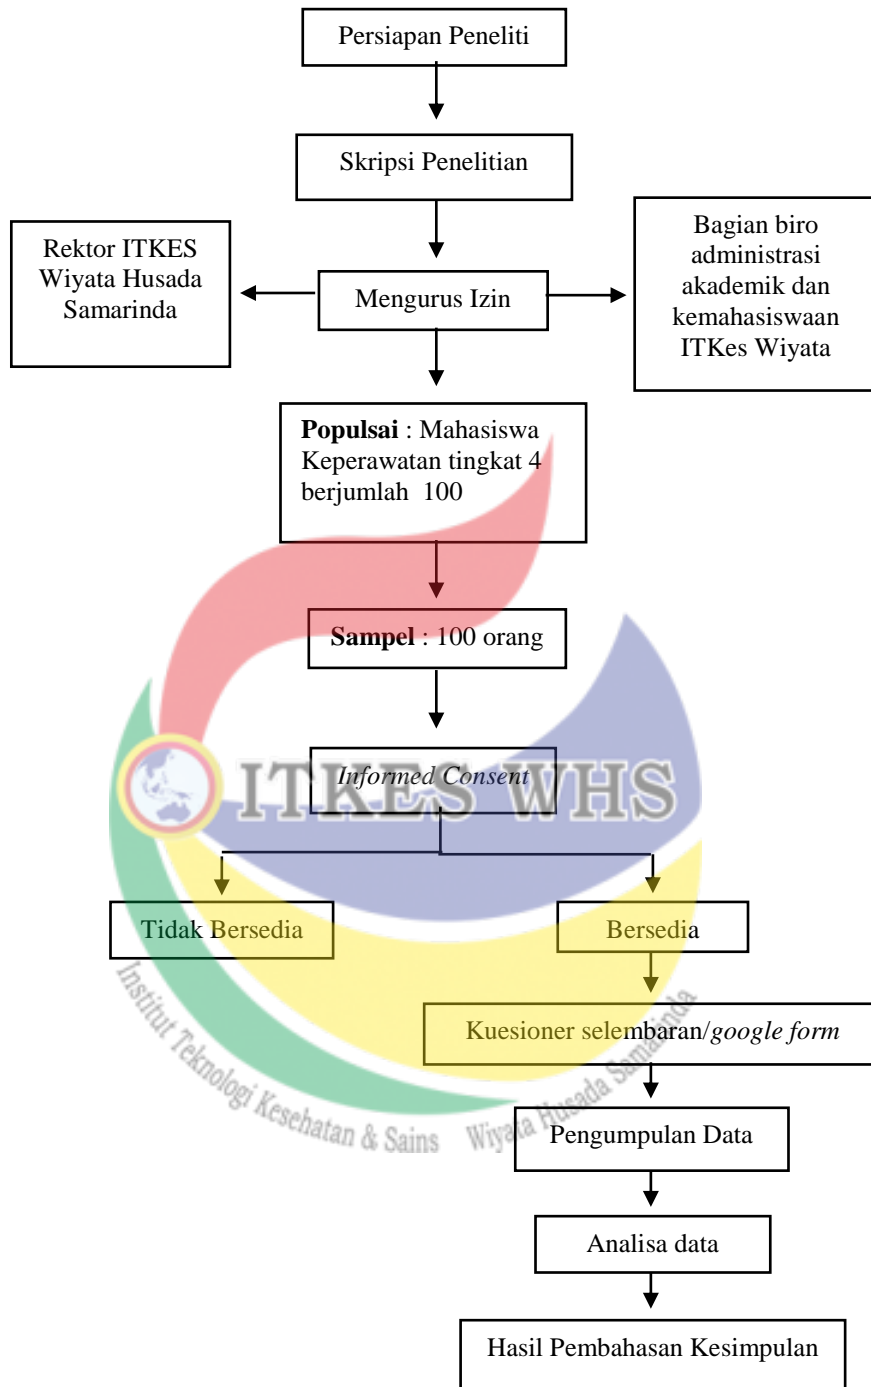 Persiapan Peneliti
Skripsi Penelitian
Rektor ITKES
Wiyata Husada
Samarinda
Mengurus Izin
Bagian biro
administrasi
akademik dan
kemahasiswaan
ITKes Wiyata
Populsai : Mahasiswa
Keperawatan tingkat 4
berjumlah 100
Sampel : 100 orang
Informed Consent
ITKES WHS
Tidak Bersedia
Bersedia
Kuesioner selembaran/google form
Institut Teknologi Kesehatan & Sains Wiyata Husada Samarinda
Pengumpulan Data
Analisa data
Hasil Pembahasan Kesimpulan